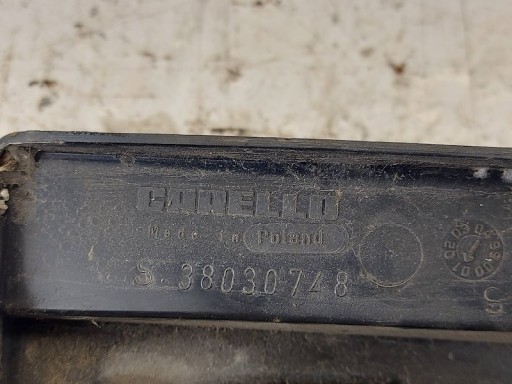 CARELLO
Made in Poland
S. 38030748